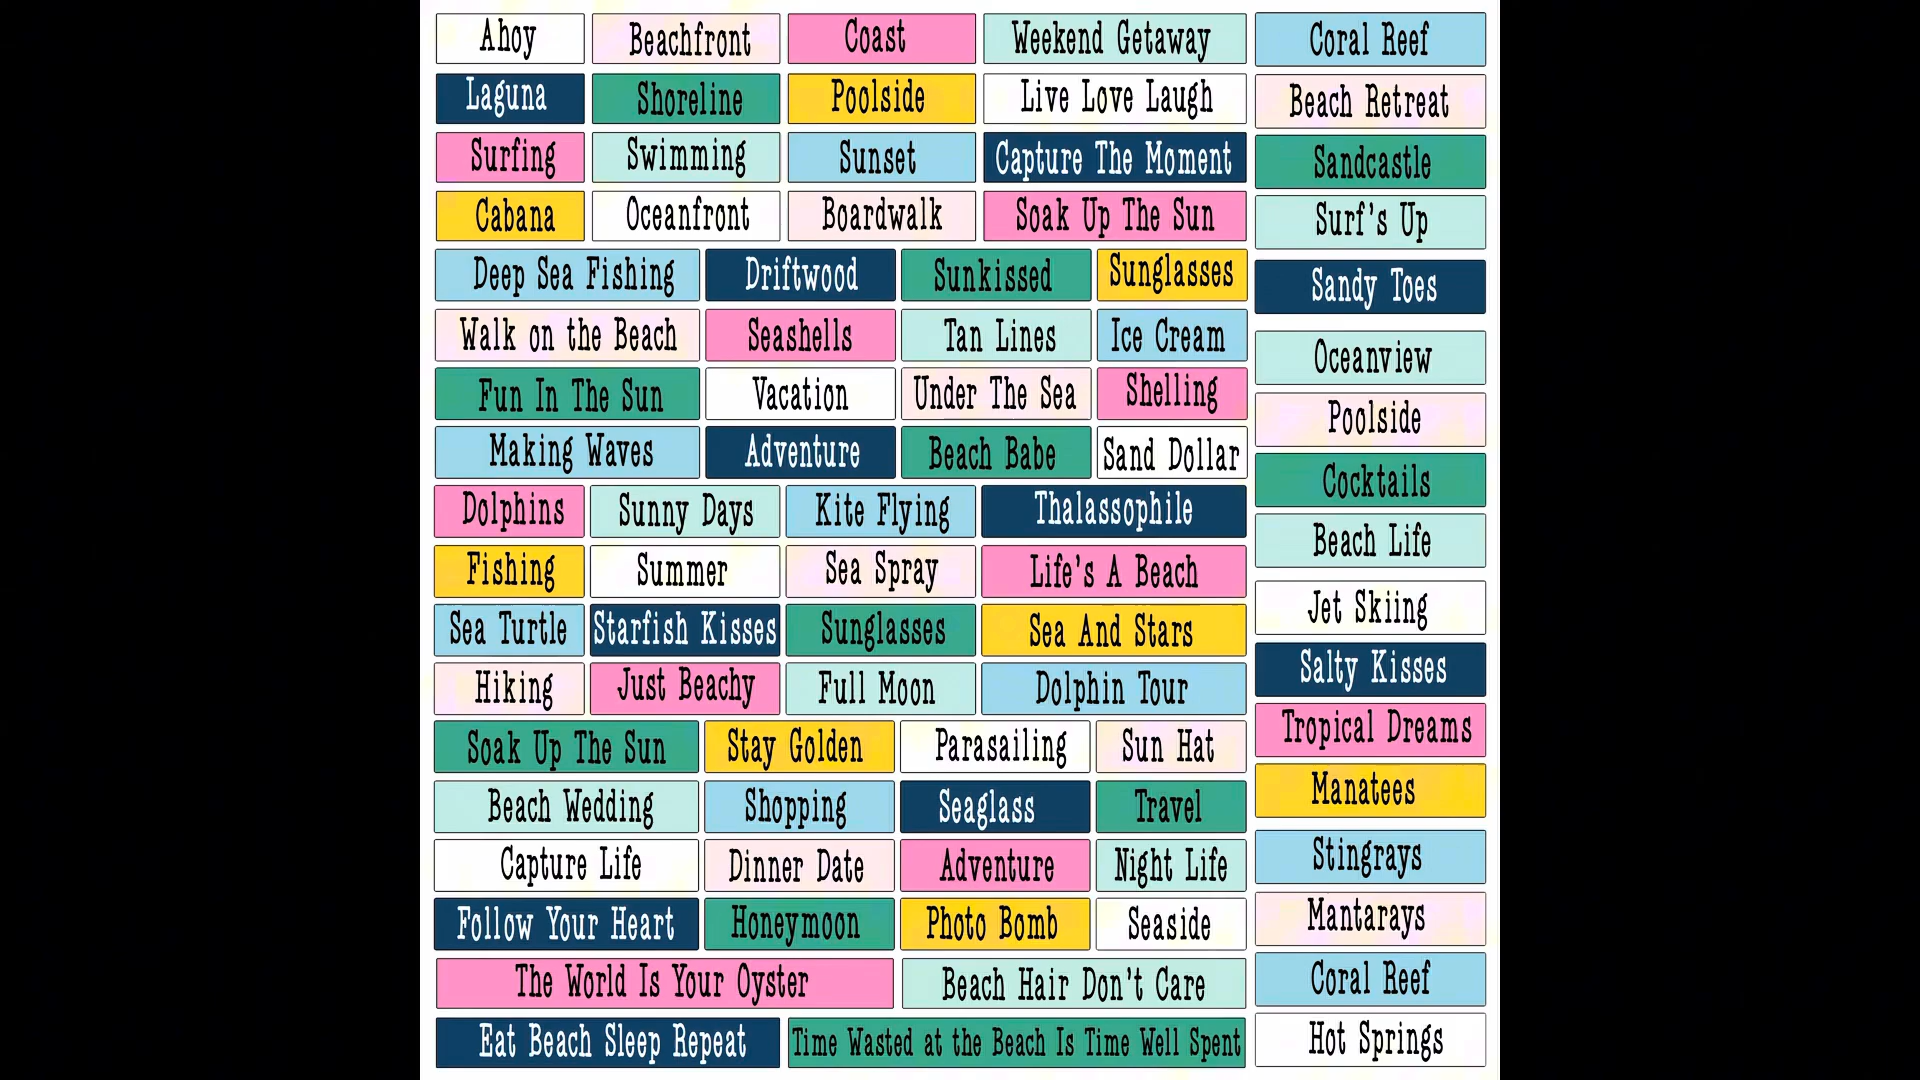 Ahoy
Beachfront
Coast
Weekend Getaway
Coral Reef
Laguna
Shoreline
Poolside
Live Love Laugh
Beach Retreat
Surfing
Swimming
Sunset
Capture The Moment
Sandcastle
Cabana
Oceanfront
Boardwalk
Soak Up The Sun
Surf's Up
Deep Sea Fishing
Driftwood
Sunkissed
Sunglasses
Sandy Toes
Walk on the Beach
Seashells
Tan Lines
Ice Cream
Oceanview
Fun In The Sun
Vacation
Under The Sea
Shelling
Poolside
Making Waves
Adventure
Beach Babe
Sand Dollar
Cocktails
Dolphins
Sunny Days
Kite Flying
Thalassophile
Beach Life
Fishing
Summer
Sea Spray
Life's A Beach
Jet Skiing
Sea Turtle
Starfish Kisses
Sunglasses
Sea And Stars
Salty Kisses
Hiking
Just Beachy
Full Moon
Dolphin Tour
Tropical Dreams
Soak Up The Sun
Stay Golden
Parasailing
Sun Hat
Manatees
Beach Wedding
Shopping
Seaglass
Travel
Stingrays
Capture Life
Dinner Date
Adventure
Night Life
Mantarays
Follow Your Heart
Honeymoon
Photo Bomb
Seaside
Coral Reef
The World Is Your Oyster
Beach Hair Don't Care
Hot Springs
Eat Beach Sleep Repeat
Time Wasted at the Beach Is Time Well Spent